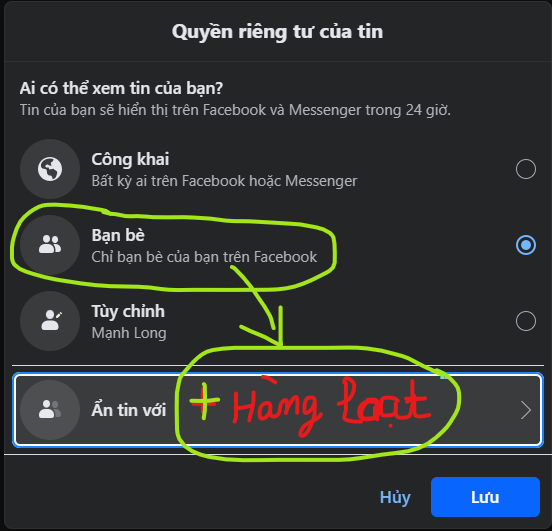 Quyền riêng tư của tin
Ai có thể xem tin của bạn?
Tin của bạn sẽ hiển thị trên Facebook và Messenger trong 24 giờ.
Công khai
Bất kỳ ai trên Facebook hoặc Messenger
Bạn bè
Chỉ bạn bè của bạn trên Facebook
Tùy chỉnh
Mạnh Long
Ẩn tin với + Hàng loạt
Hủy Lưu